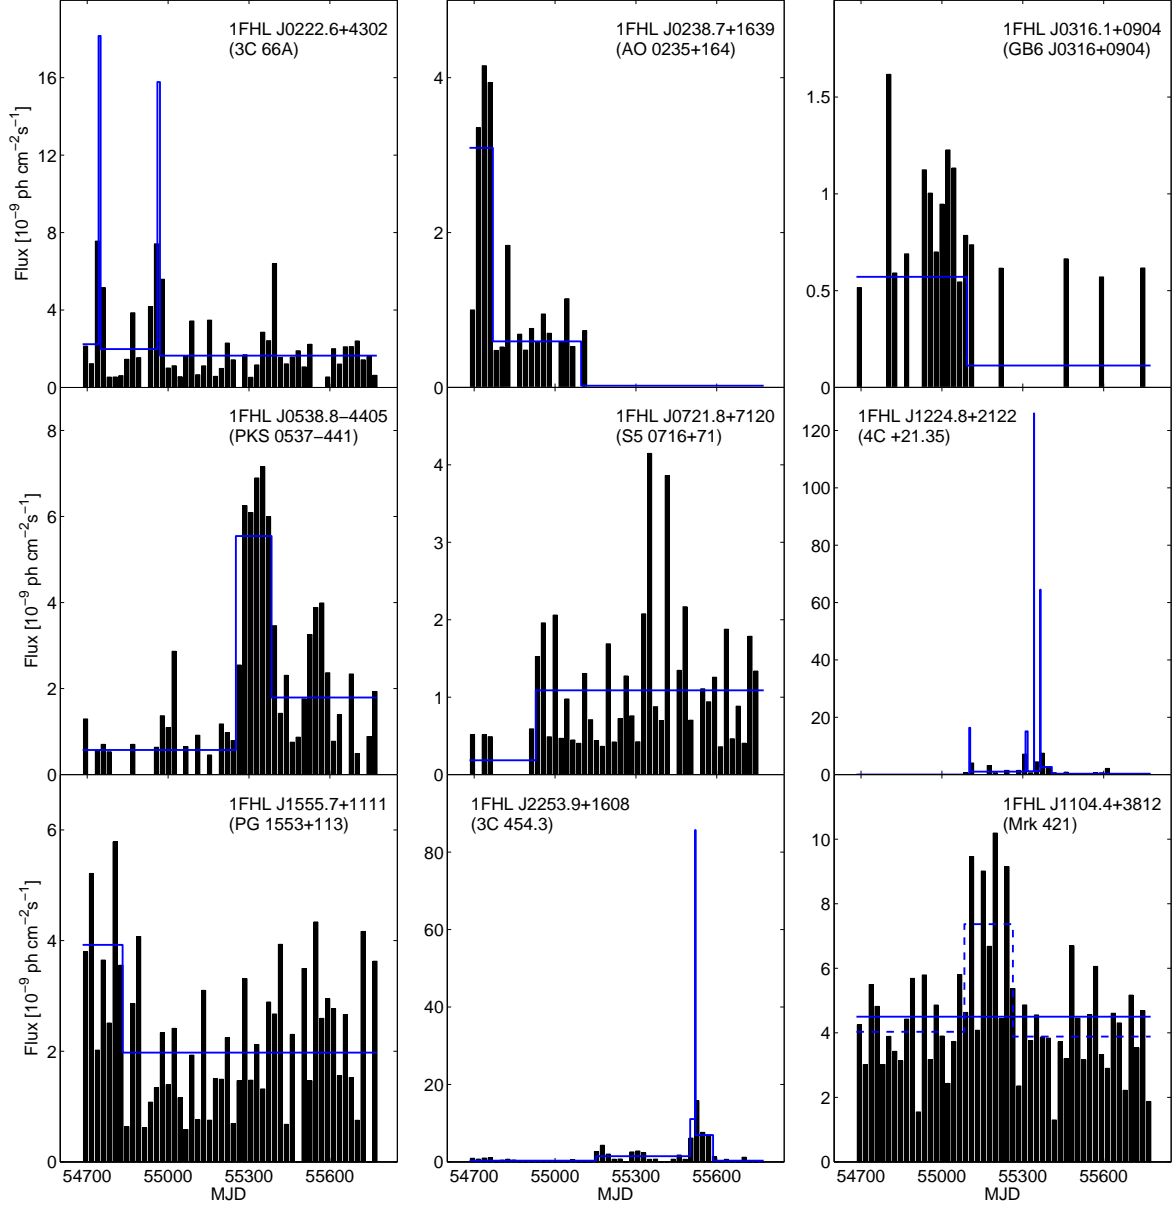 1FHL J0222.6+4302
(3C 66A)
16
12
8
4
0
Flux [10⁻⁹ ph cm⁻²s⁻¹]
1FHL J0238.7+1639
(AO 0235+164)
4
2
0
1FHL J0316.1+0904
(GB6 J0316+0904)
1.5
1
0.5
0
1FHL J0538.8−4405
(PKS 0537−441)
8
6
4
2
0
Flux [10⁻⁹ ph cm⁻²s⁻¹]
1FHL J0721.8+7120
(S5 0716+71)
4
3
2
1
0
1FHL J1224.8+2122
(4C +21.35)
120
100
80
60
40
20
0
1FHL J1555.7+1111
(PG 1553+113)
6
4
2
0
Flux [10⁻⁹ ph cm⁻²s⁻¹]
54700 55000 55300 55600
MJD
1FHL J2253.9+1608
(3C 454.3)
80
60
40
20
0
54700 55000 55300 55600
MJD
1FHL J1104.4+3812
(Mrk 421)
10
8
6
4
2
0
54700 55000 55300 55600
MJD